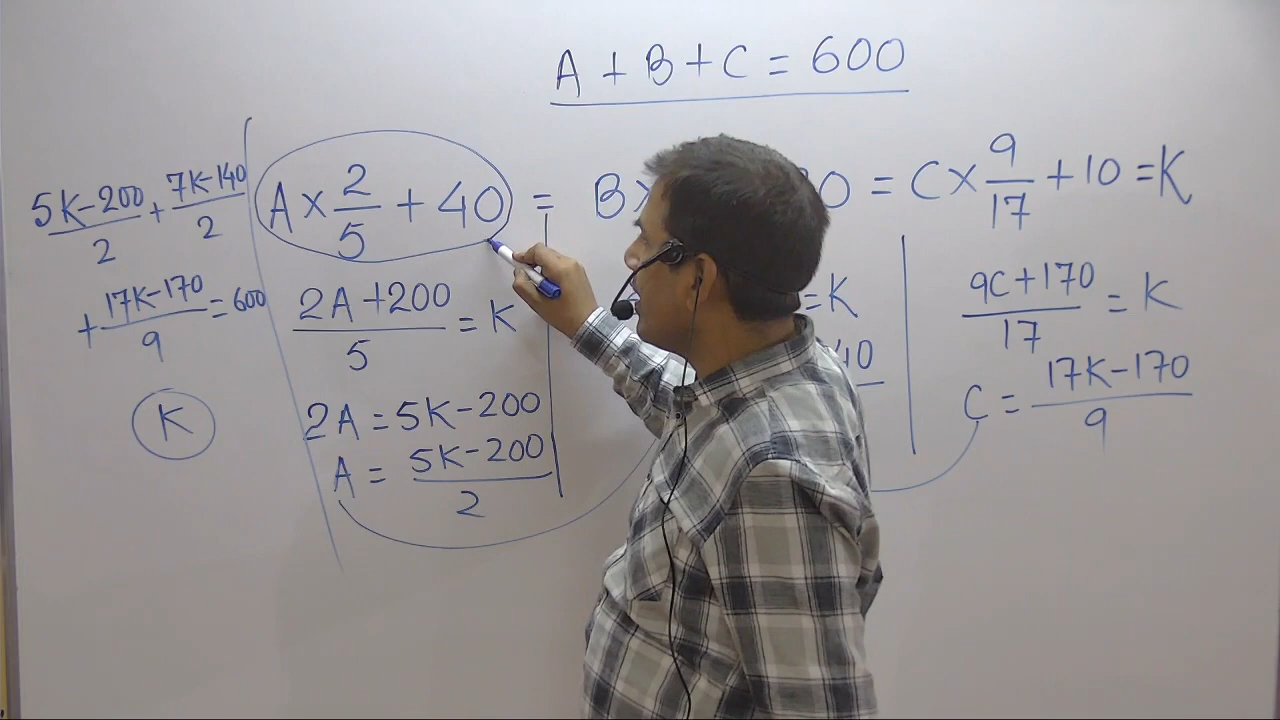 A + B + C = 600
A × 2/5 + 40 = B × 0 = C × 9/17 + 10 = K
5K-200/2 + 7K-140/2
+ 17K-170/9 = 600
K
2A + 200/5 = K
2A = 5K-200
A = 5K-200/2
= K
40
9C + 170/17 = K
C = 17K-170/9